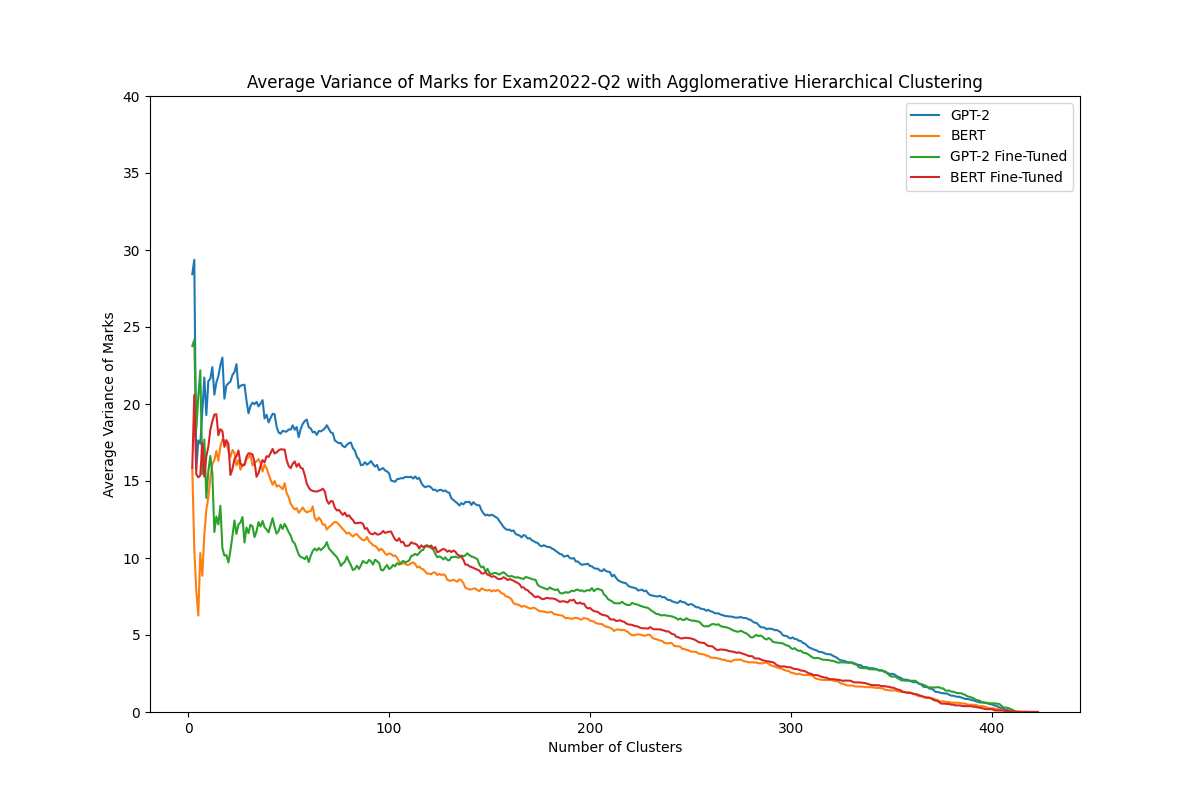 Average Variance of Marks for Exam2022-Q2 with Agglomerative Hierarchical Clustering
40
35
30
25
20
15
10
5
0
Average Variance of Marks
GPT-2
BERT
GPT-2 Fine-Tuned
BERT Fine-Tuned
0 100 200 300 400
Number of Clusters